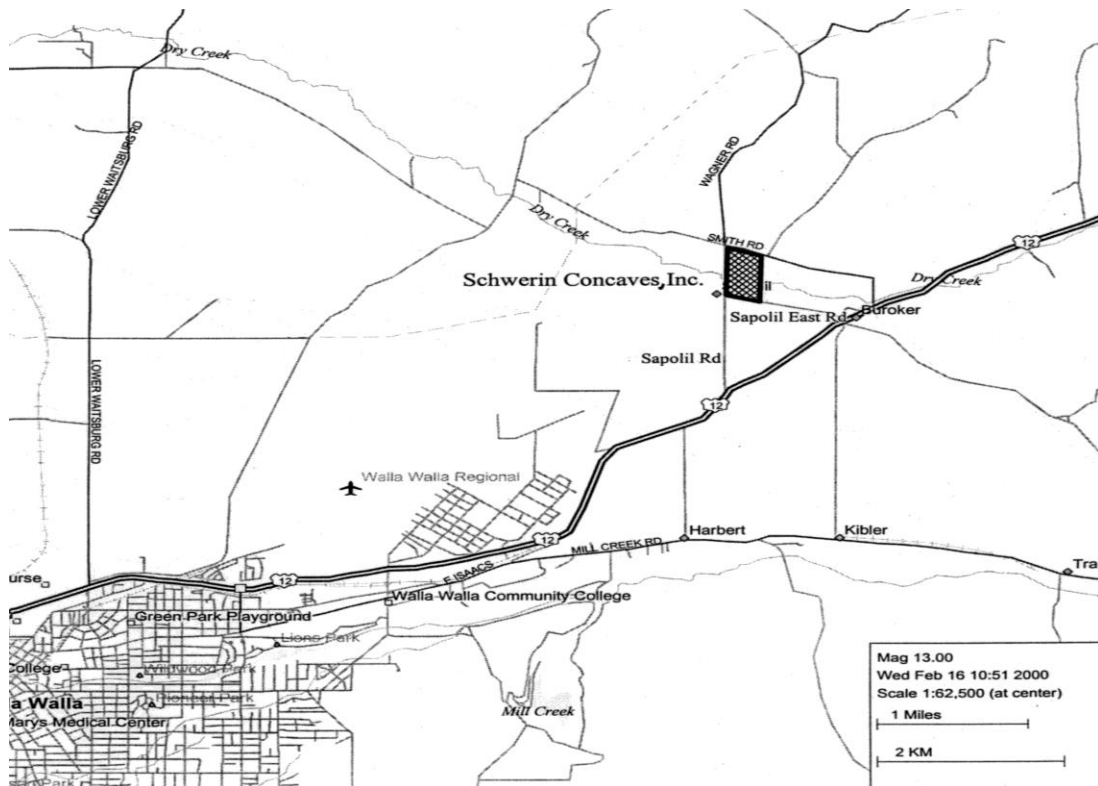 Dry Creek
LOWER WAITSBURG RD
WAGNER RD
Dry Creek
SMITH RD
12
Dry Creek
Schwerin Concaves, Inc.
il
Buroker
Sapolil East Rd
Sapolil Rd
LOWER WAITSBURG RD
12
Walla Walla Regional
12
Harbert
Kibler
MILL CREEK RD
E ISAACS
12
Tra
urse
Walla Walla Community College
Green Park Playground
Lions Park
College
Wildwood Park
Pioneer Park
a Walla
Marys Medical Center
Mill Creek
Park
Mag 13.00
Wed Feb 16 10:51 2000
Scale 1:62,500 (at center)
1 Miles
2 KM